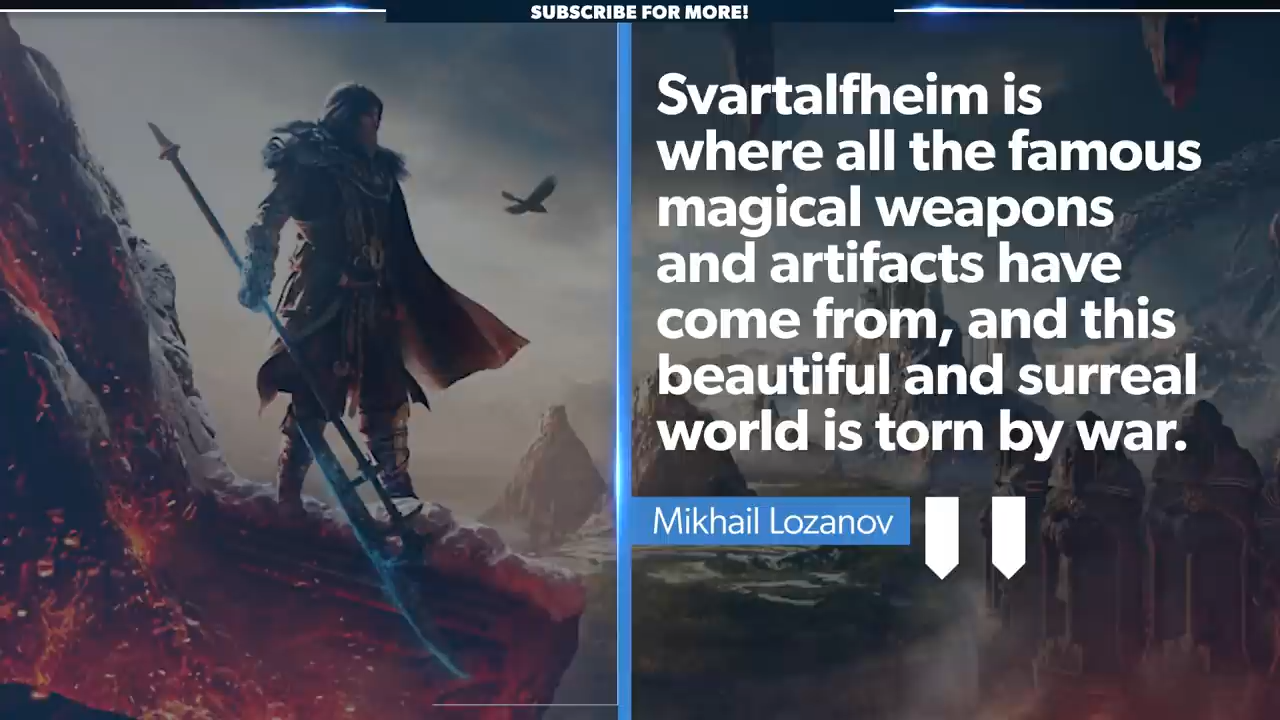 SUBSCRIBE FOR MORE!
Svartalfheim is
where all the famous
magical weapons
and artifacts have
come from, and this
beautiful and surreal
world is torn by war.
Mikhail Lozanov